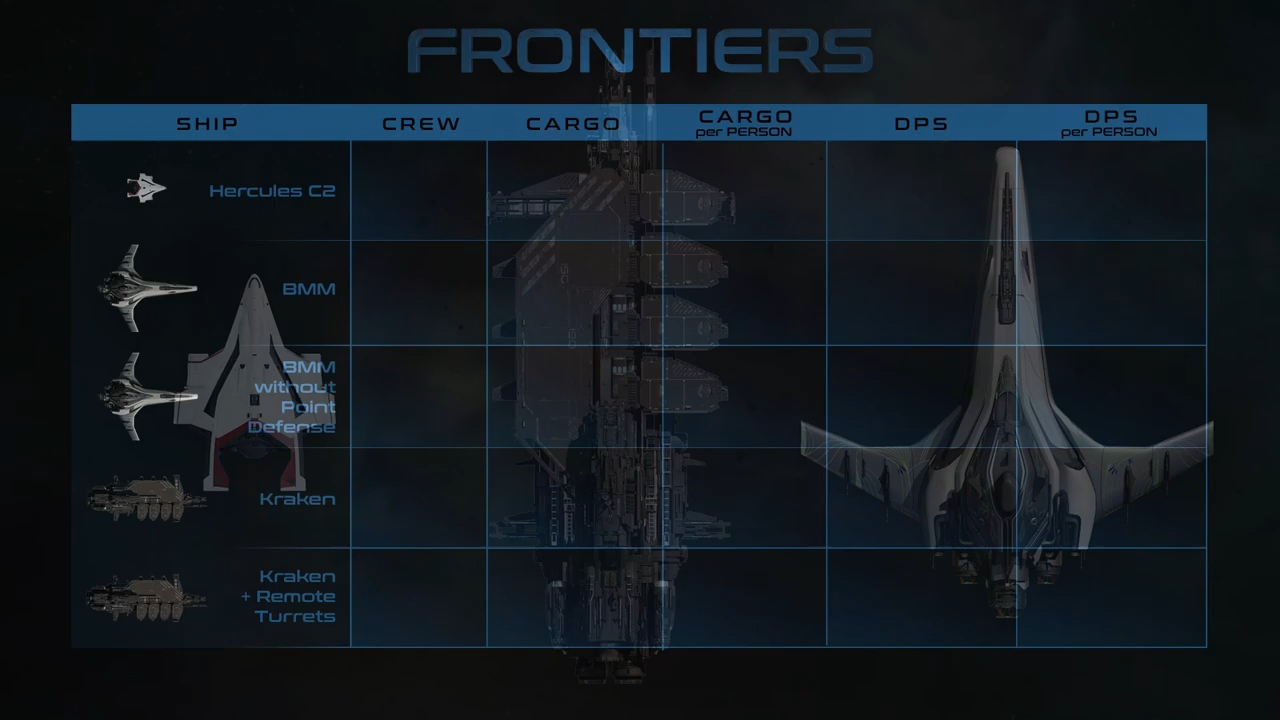 FRONTIERS
SHIP CREW CARGO CARGO per PERSON DPS DPS per PERSON
Hercules C2
BMM
BMM
without
Point
Defense
Kraken
Kraken
+ Remote
Turrets